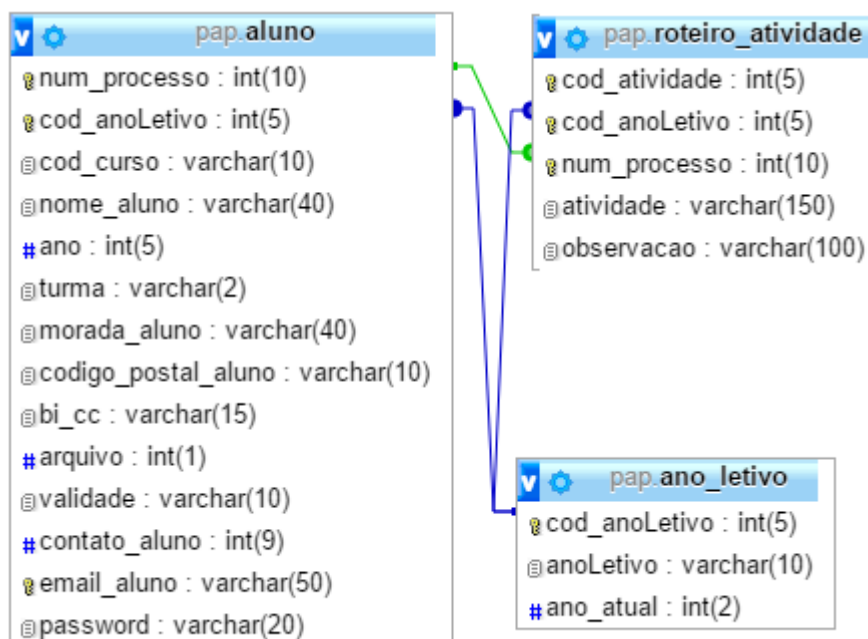 v pap.aluno
num_processo : int(10)
cod_anoLetivo : int(5)
cod_curso : varchar(10)
nome_aluno : varchar(40)
# ano : int(5)
turma : varchar(2)
morada_aluno : varchar(40)
codigo_postal_aluno : varchar(10)
bi_cc : varchar(15)
# arquivo : int(1)
validade : varchar(10)
# contato_aluno : int(9)
email_aluno : varchar(50)
password : varchar(20)
v pap.roteiro_atividade
cod_atividade : int(5)
cod_anoLetivo : int(5)
num_processo : int(10)
atividade : varchar(150)
observacao : varchar(100)
v pap.ano_letivo
cod_anoLetivo : int(5)
anoLetivo : varchar(10)
# ano_atual : int(2)